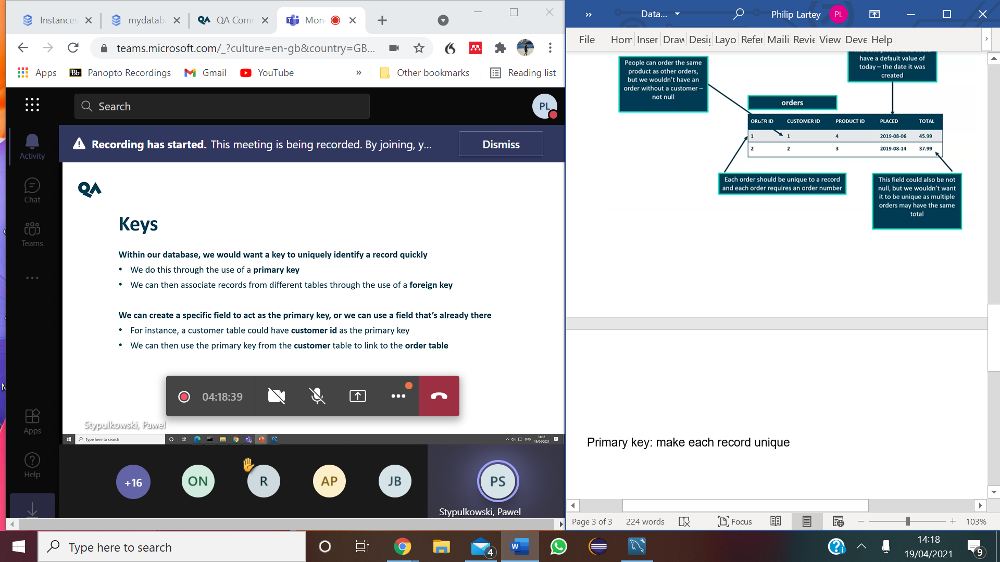 Instances
mydatab
QA Com
Mon
teams.microsoft.com/_?culture=en-gb&country=GB...
Apps
Bb
Panopto Recordings
Gmail
YouTube
»
Other bookmarks
Reading list
Search
PL
Recording has started. This meeting is being recorded. By joining, y...
Dismiss
Activity
Chat
Teams
Apps
Help
QA
Keys
Within our database, we would want a key to uniquely identify a record quickly
• We do this through the use of a primary key
• We can then associate records from different tables through the use of a foreign key
We can create a specific field to act as the primary key, or we can use a field that's already there
• For instance, a customer table could have customer id as the primary key
• We can then use the primary key from the customer table to link to the order table
04:18:39
Stypulkowski, Pawel
Type here to search
ENG
14:18
19/04/2021
+16
ON
R
AP
JB
PS
Stypulkowski, Pawel
»
Data...
Philip Lartey
PL
File
Hom
Inser
Draw
Desig
Layo
Refer
Maili
Revie
View
Deve
Help
People can order the same
product as other orders,
but we wouldn't have an
order without a customer –
not null
have a default value of
today – the date it was
created
orders
ORDER ID CUSTOMER ID PRODUCT ID PLACED TOTAL
1 1 4 2019-08-06 45.99
2 2 3 2019-08-14 37.99
Each order should be unique to a record
and each order requires an order number
This field could also be not
null, but we wouldn't want
it to be unique as multiple
orders may have the same
total
Primary key: make each record unique
Page 3 of 3
224 words
Focus
103%
Type here to search
4
W
14:18
19/04/2021
9